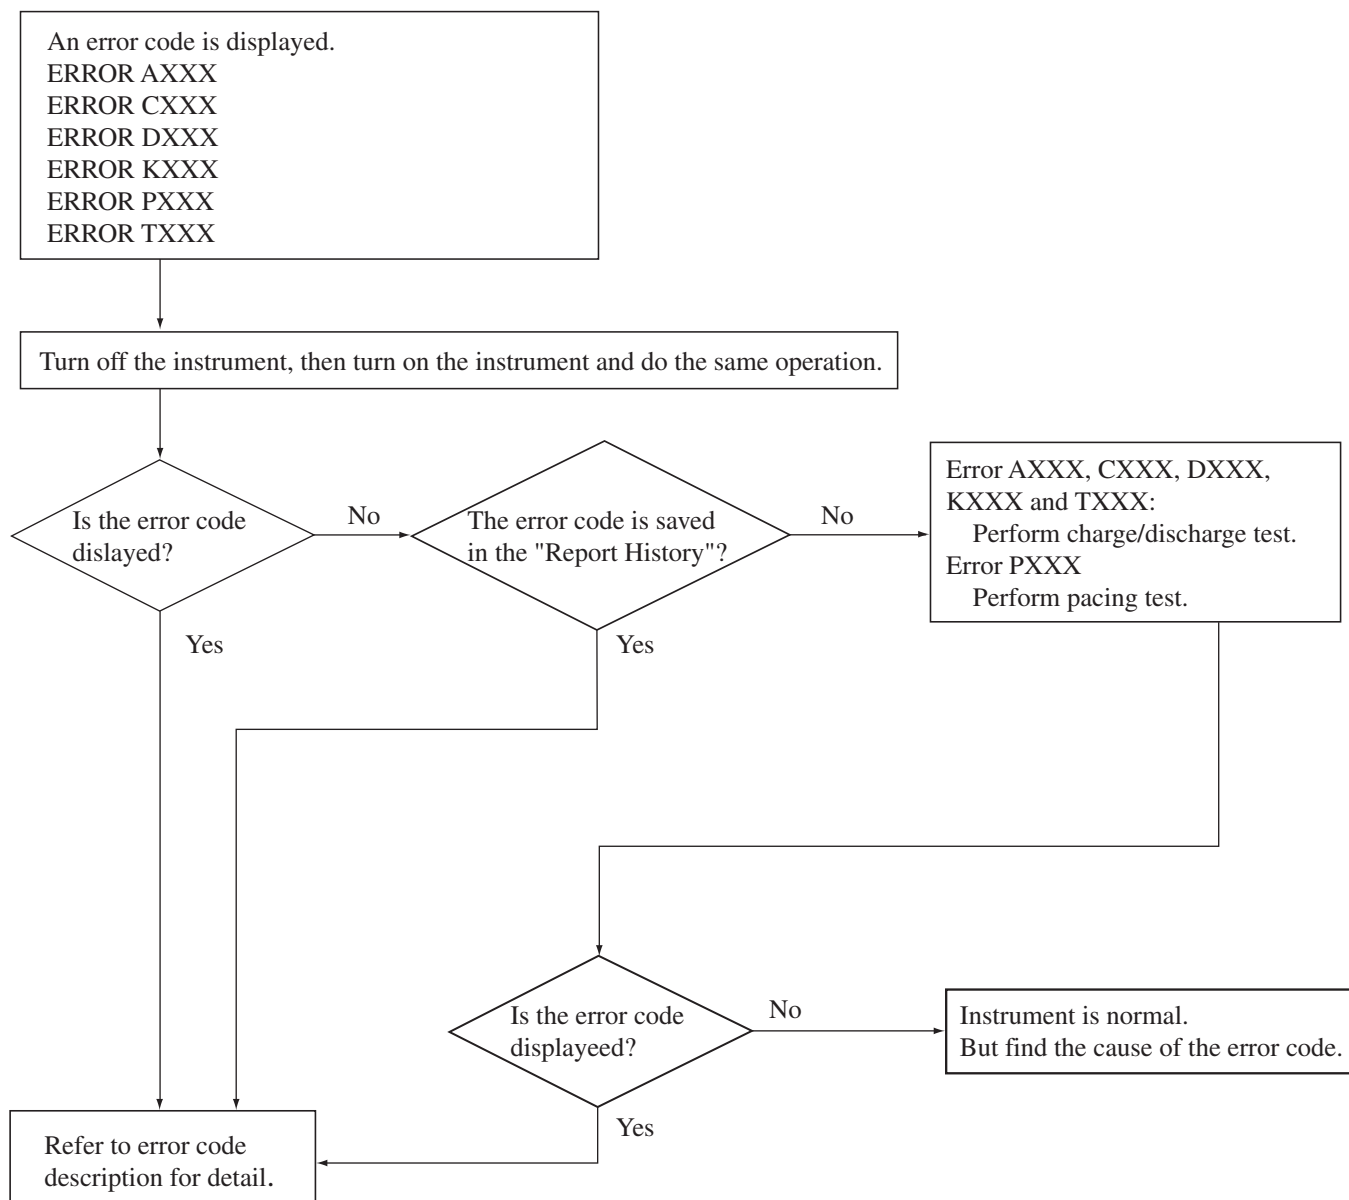 An error code is displayed.
ERROR AXXX
ERROR CXXX
ERROR DXXX
ERROR KXXX
ERROR PXXX
ERROR TXXX
Turn off the instrument, then turn on the instrument and do the same operation.
Is the error code
dislayed?
No
The error code is saved
in the "Report History"?
No
Error AXXX, CXXX, DXXX,
KXXX and TXXX:
Perform charge/discharge test.
Error PXXX
Perform pacing test.
Yes
Yes
Is the error code
displayeed?
No
Instrument is normal.
But find the cause of the error code.
Yes
Refer to error code
description for detail.